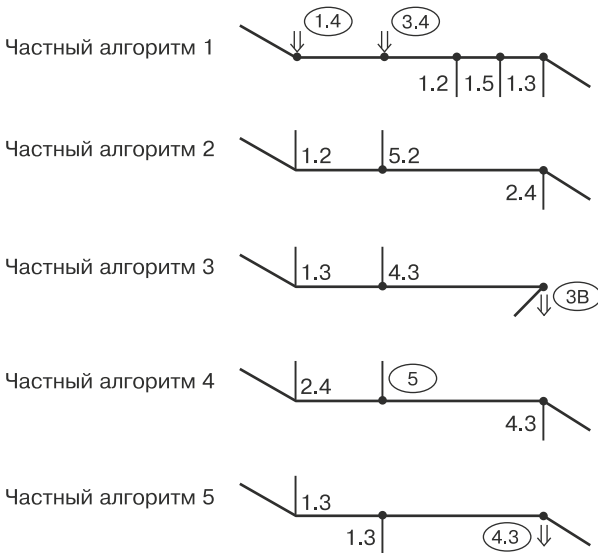 1.4 3.4
Частный алгоритм 1
1.2 1.5 1.3
Частный алгоритм 2 1.2 5.2
2.4
Частный алгоритм 3 1.3 4.3
3В
Частный алгоритм 4 2.4 5
4.3
Частный алгоритм 5 1.3
1.3 4.3